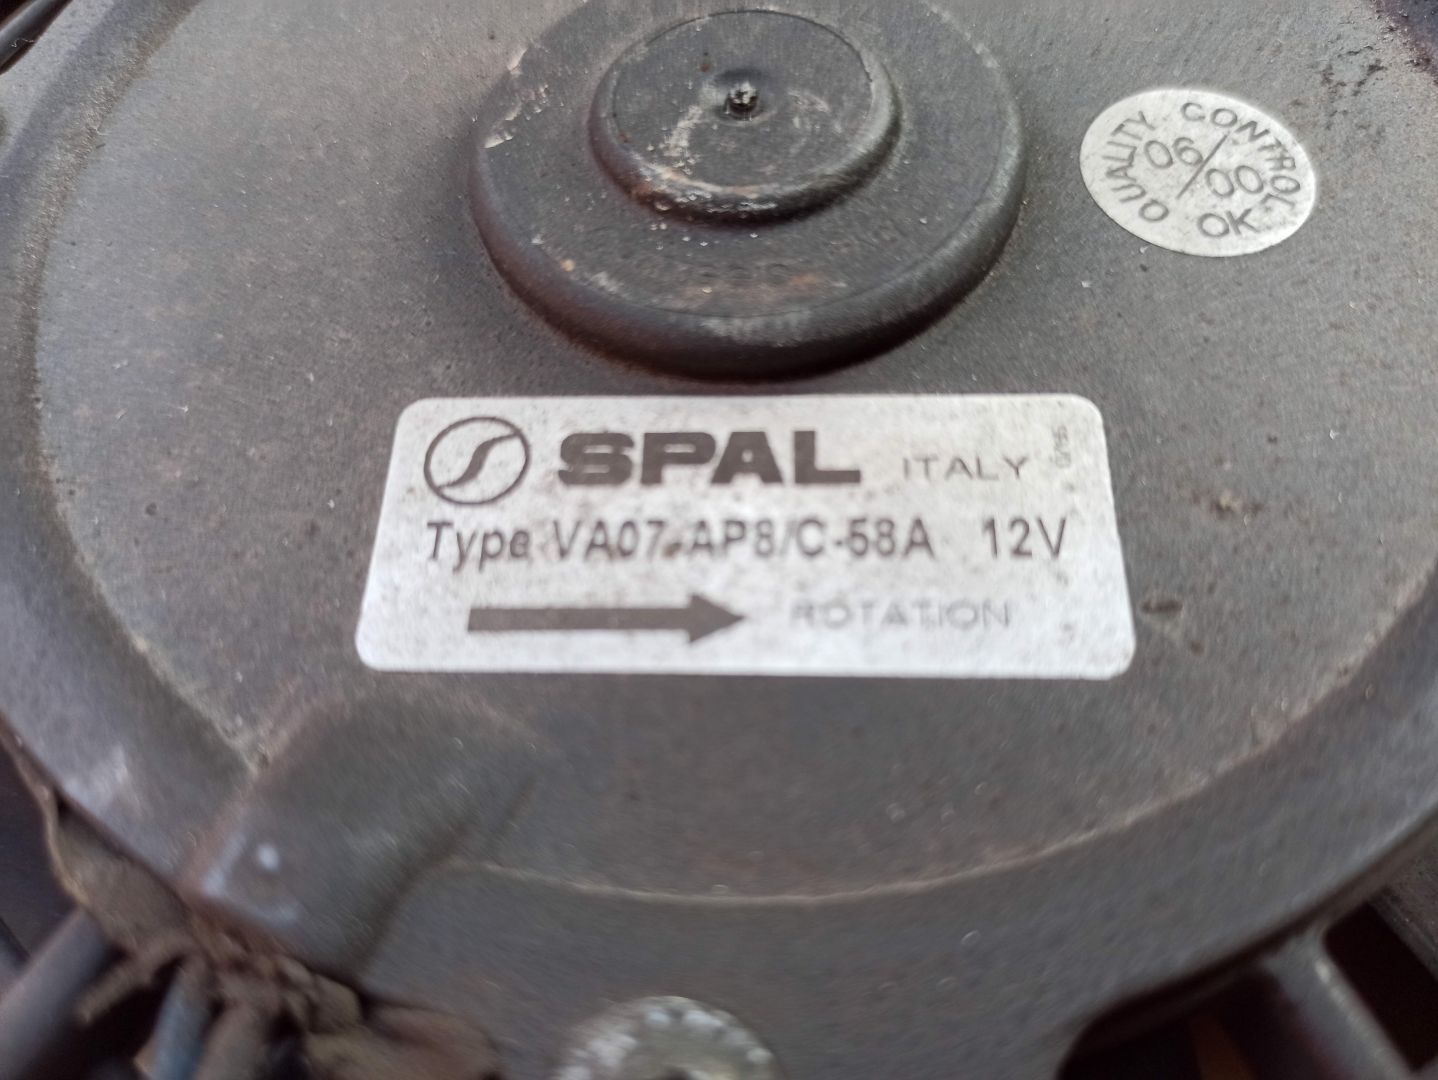 QUALITY CONTROL
06/00
OK
SPAL ITALY
Type VA07-AP8/C-58A 12V
ROTATION